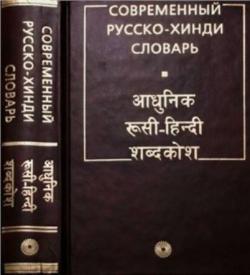 СОВРЕМЕННЫЙ
РУССКО-ХИНДИ
СЛОВАРЬ
आधुनिक
रूसी-हिन्दी
शब्दकोश
СОВРЕМЕННЫЙ
РУССКО-ХИНДИ
СЛОВАРЬ
आधुनिक
रूसी-हिन्दी
शब्दकोश